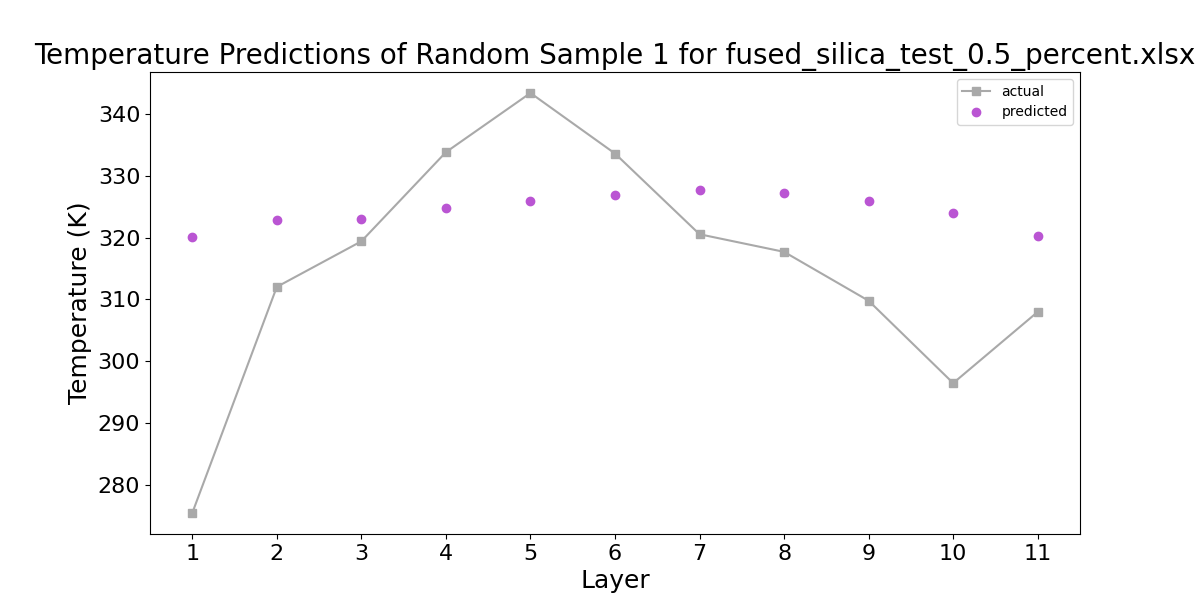 Temperature Predictions of Random Sample 1 for fused_silica_test_0.5_percent.xlsx
actual
predicted
340
330
320
310
300
290
280
Temperature (K)
1 2 3 4 5 6 7 8 9 10 11
Layer